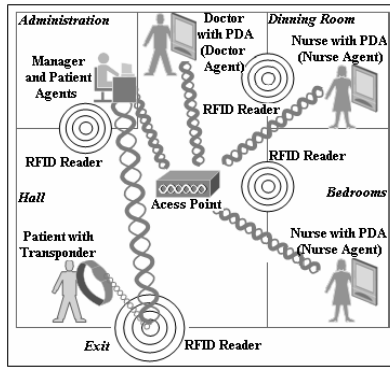 Administration
Doctor
with PDA
(Doctor
Agent)
Dinning Room
Nurse with PDA
(Nurse Agent)
Manager
and Patient
Agents
RFID Reader
RFID Reader
RFID Reader
Hall
Acess Point
Bedrooms
Patient with
Transponder
Nurse with PDA
(Nurse Agent)
Exit
RFID Reader